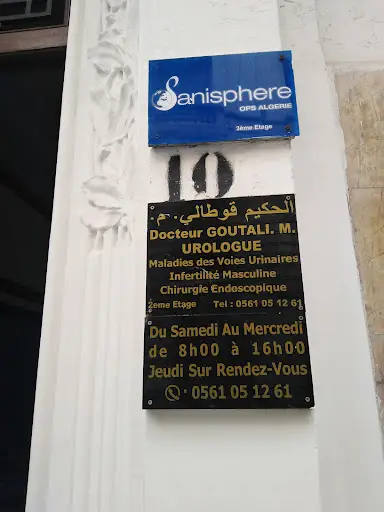 Sanisphere
OPS ALGERIE
3ème Etage
10
الحكيم قوطالي. م.
Docteur GOUTALI. M.
UROLOGUE
Maladies des Voies Urinaires
Infertilité Masculine
Chirurgie Endoscopique
2eme Etage Tel : 0561 05 12 61
Du Samedi Au Mercredi
de 8h00 à 16h00
Jeudi Sur Rendez-Vous
: 0561 05 12 61